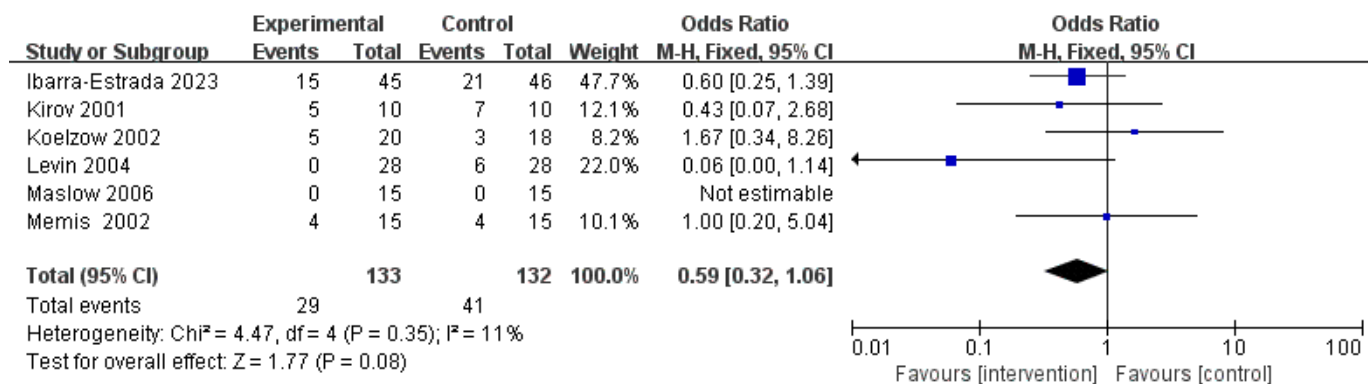 Experimental Control Odds Ratio Odds Ratio
Study or Subgroup Events Total Events Total Weight M-H, Fixed, 95% CI M-H, Fixed, 95% CI
Ibarra-Estrada 2023 15 45 21 46 47.7% 0.60 [0.25, 1.39]
Kirov 2001 5 10 7 10 12.1% 0.43 [0.07, 2.68]
Koelzow 2002 5 20 3 18 8.2% 1.67 [0.34, 8.26]
Levin 2004 0 28 6 28 22.0% 0.06 [0.00, 1.14]
Maslow 2006 0 15 0 15 Not estimable
Memis 2002 4 15 4 15 10.1% 1.00 [0.20, 5.04]
Total (95% CI) 133 132 100.0% 0.59 [0.32, 1.06]
Total events 29 41
Heterogeneity: Chi² = 4.47, df = 4 (P = 0.35); I² = 11%
Test for overall effect: Z = 1.77 (P = 0.08)
0.01 0.1 1 10 100
Favours [intervention] Favours [control]